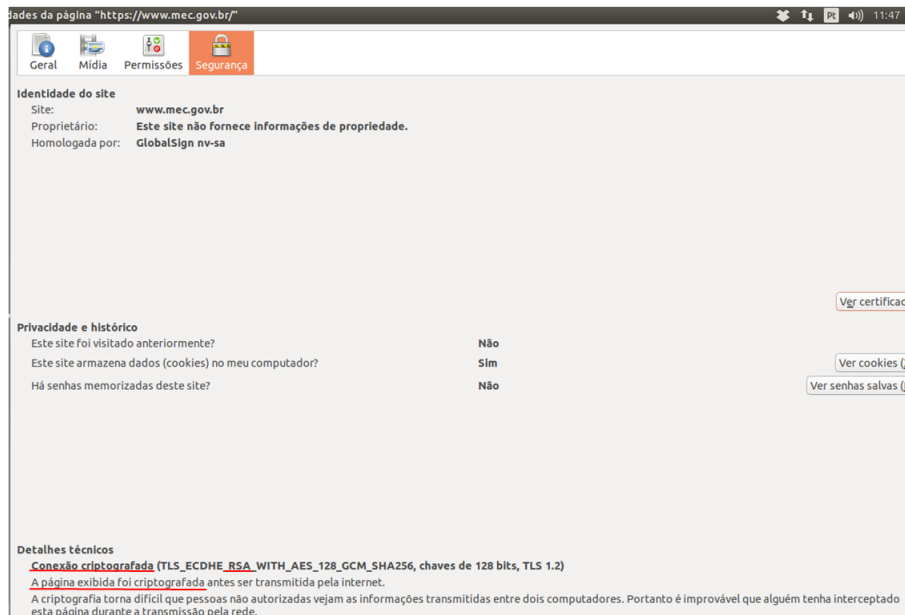 dades da página "https://www.mec.gov.br/"
Pt 11:47
Geral Mídia Permissões Segurança
Identidade do site
Site: www.mec.gov.br
Proprietário: Este site não fornece informações de propriedade.
Homologada por: GlobalSign nv-sa
Ver certificad
Privacidade e histórico
Este site foi visitado anteriormente? Não
Este site armazena dados (cookies) no meu computador? Sim Ver cookies (
Há senhas memorizadas deste site? Não Ver senhas salvas (
Detalhes técnicos
Conexão criptografada (TLS_ECDHE_RSA_WITH_AES_128_GCM_SHA256, chaves de 128 bits, TLS 1.2)
A página exibida foi criptografada antes ser transmitida pela internet.
A criptografia torna difícil que pessoas não autorizadas vejam as informações transmitidas entre dois computadores. Portanto é improvável que alguém tenha interceptado
esta página durante a transmissão pela rede.